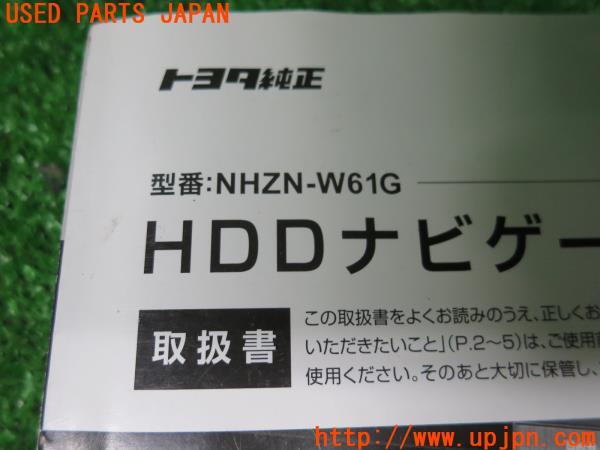 USED PARTS JAPAN
トヨタ純正
型番:NHZN-W61G
HDDナビゲー
取扱書
この取扱書をよくお読みのうえ、正しくお
いただきたいこと」(P.2〜5)は、ご使用前
使用ください。そのあと大切に保管し、
https://www.upjpn.com/